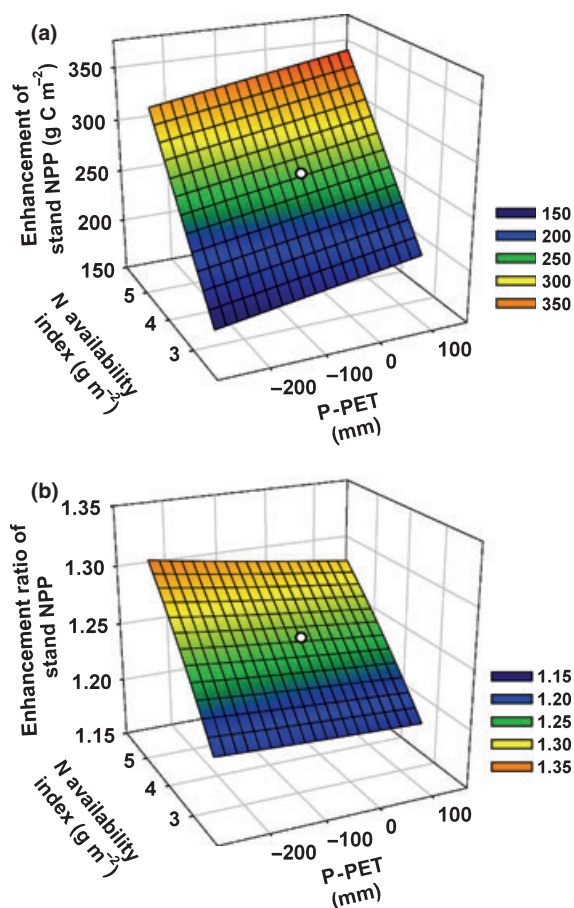 (a)
Enhancement of
stand NPP (g C m⁻²)
350
300
250
200
150
5
4
3
N availability
index (g m⁻²)
–200
–100
0
100
P-PET
(mm)
150
200
250
300
350
(b)
Enhancement ratio of
stand NPP
1.35
1.30
1.25
1.20
1.15
5
4
3
N availability
index (g m⁻²)
–200
–100
0
100
P-PET
(mm)
1.15
1.20
1.25
1.30
1.35